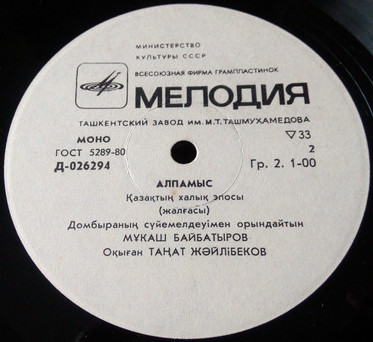 МИНИСТЕРСТВО
КУЛЬТУРЫ СССР
ВСЕСОЮЗНАЯ ФИРМА ГРАМПЛАСТИНОК
МЕЛОДИЯ
ТАШКЕНТСКИЙ ЗАВОД ИМ. М.Т. ТАШМУХАМЕДОВА
МОНО ▽33
ГОСТ 5289-80 2
Д-026294 Гр. 2. 1-00
АЛПАМЫС
Қазақтың халық эпосы
(жалғасы)
Домбыраның сүйемелдеуімен орындайтын
МҰКАШ БАЙБАТЫРОВ
Оқыған ТАҢАТ ЖӘЙЛІБЕКОВ